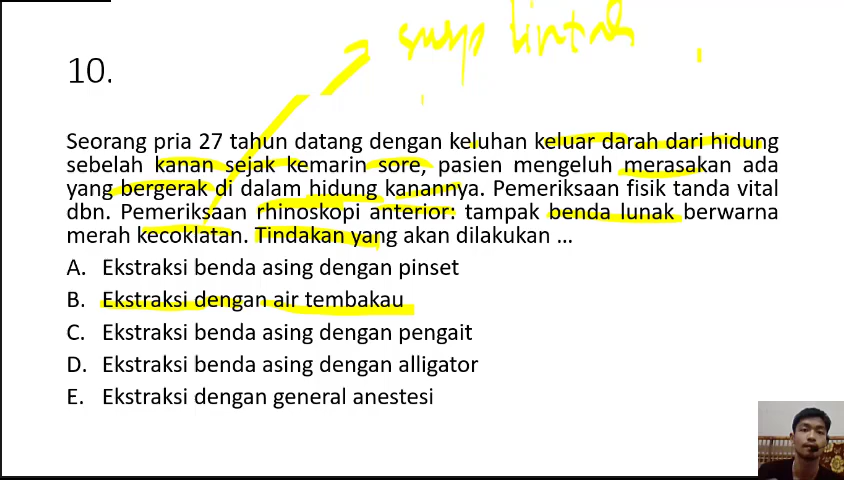 susp lintah
10.
Seorang pria 27 tahun datang dengan keluhan keluar darah dari hidung
sebelah kanan sejak kemarin sore, pasien mengeluh merasakan ada
yang bergerak di dalam hidung kanannya. Pemeriksaan fisik tanda vital
dbn. Pemeriksaan rhinoskopi anterior: tampak benda lunak berwarna
merah kecoklatan. Tindakan yang akan dilakukan ...
A. Ekstraksi benda asing dengan pinset
B. Ekstraksi dengan air tembakau
C. Ekstraksi benda asing dengan pengait
D. Ekstraksi benda asing dengan alligator
E. Ekstraksi dengan general anestesi